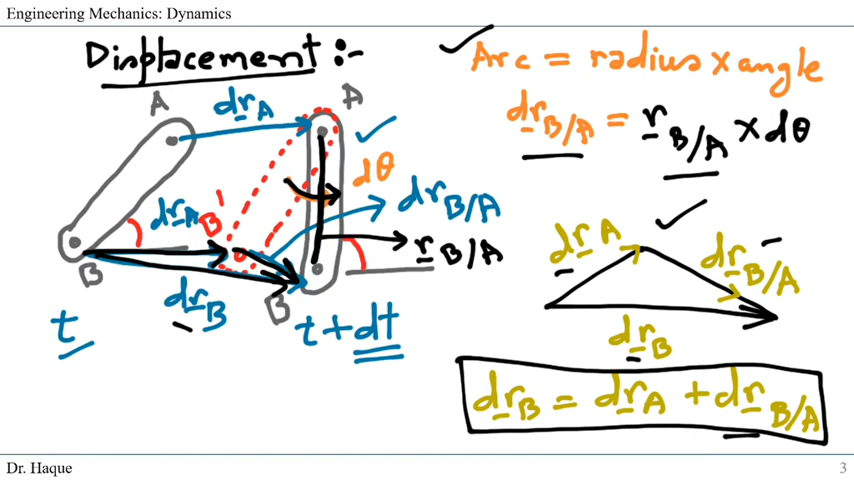 Engineering Mechanics: Dynamics
Displacement :-
✓ Arc = radius × angle
dr_B/A = r_B/A × dθ
A
dr_A
A
✓
dθ
dr_A
B'
dr_B/A
r_B/A
B
dr_B
B
t
t + dt
✓
dr_A
dr_B/A
dr_B
dr_B = dr_A + dr_B/A
Dr. Haque
3